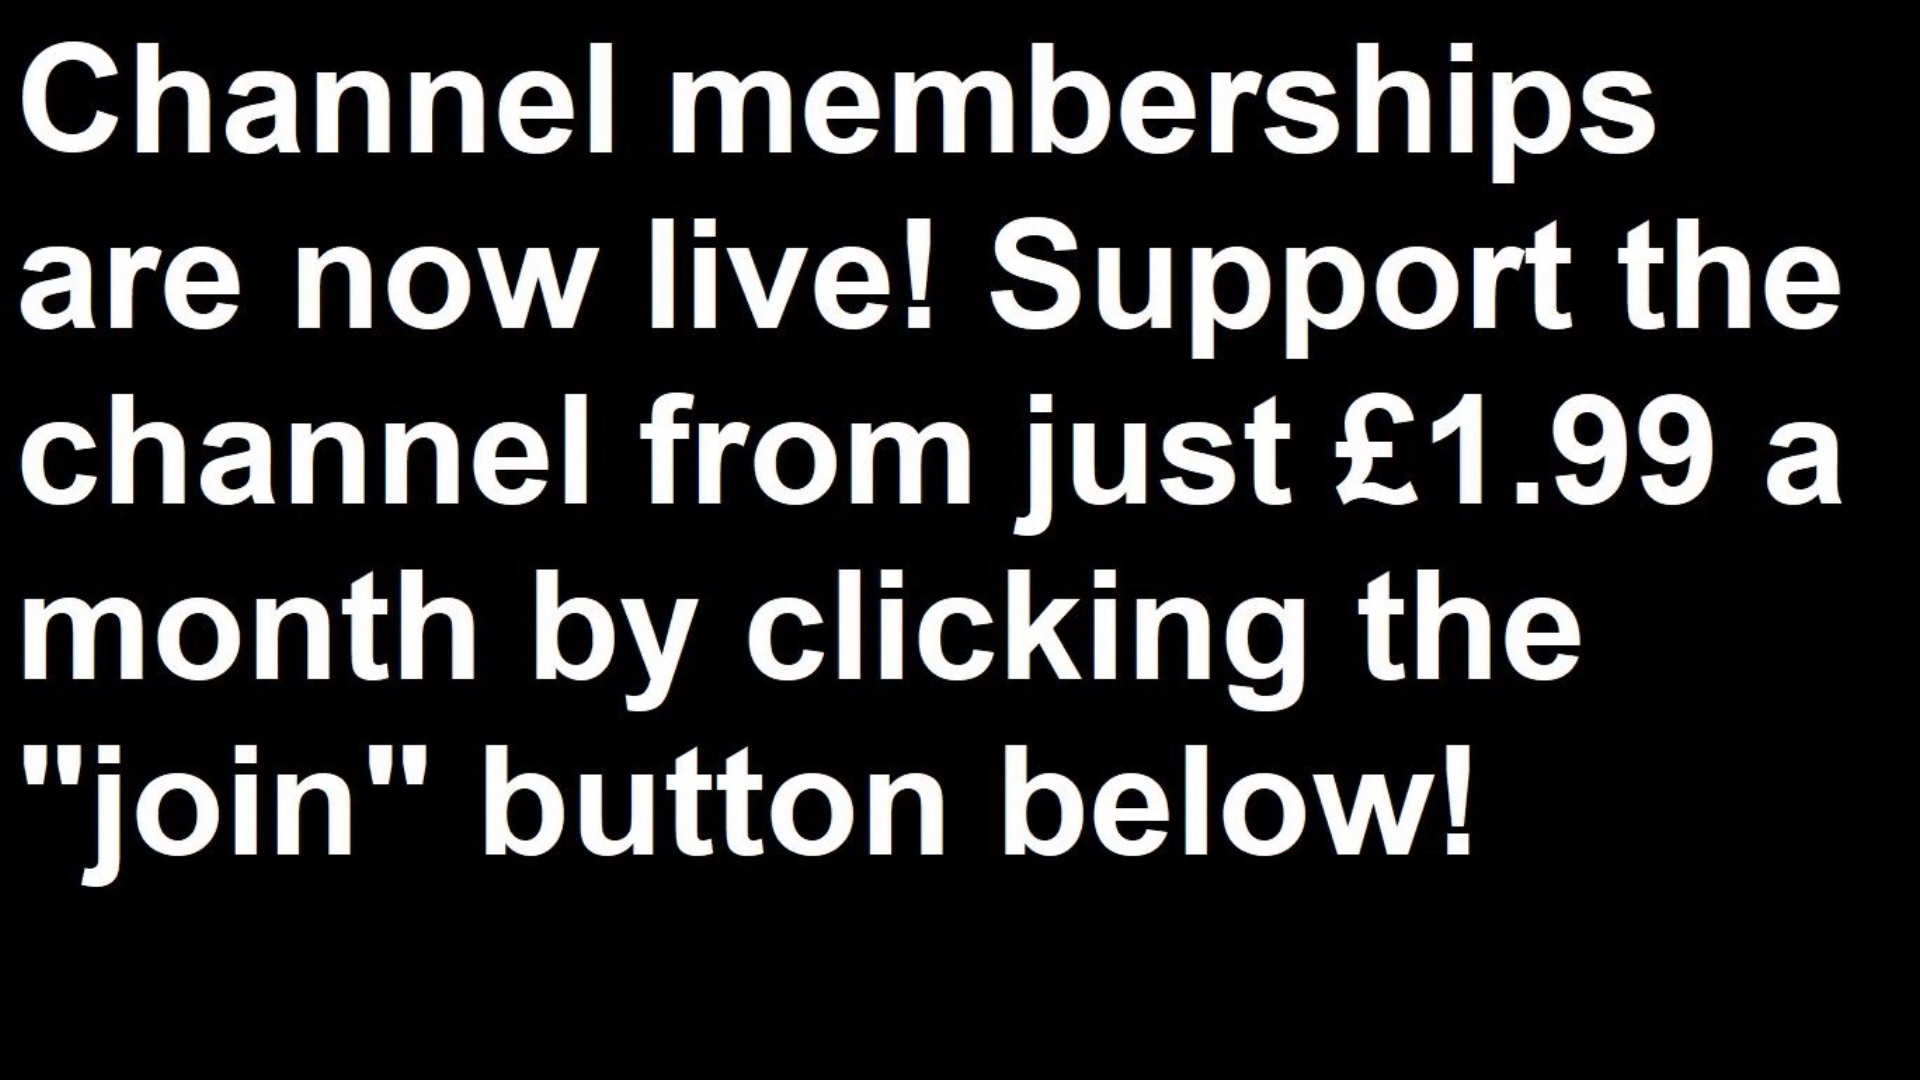 Channel memberships
are now live! Support the
channel from just £1.99 a
month by clicking the
"join" button below!